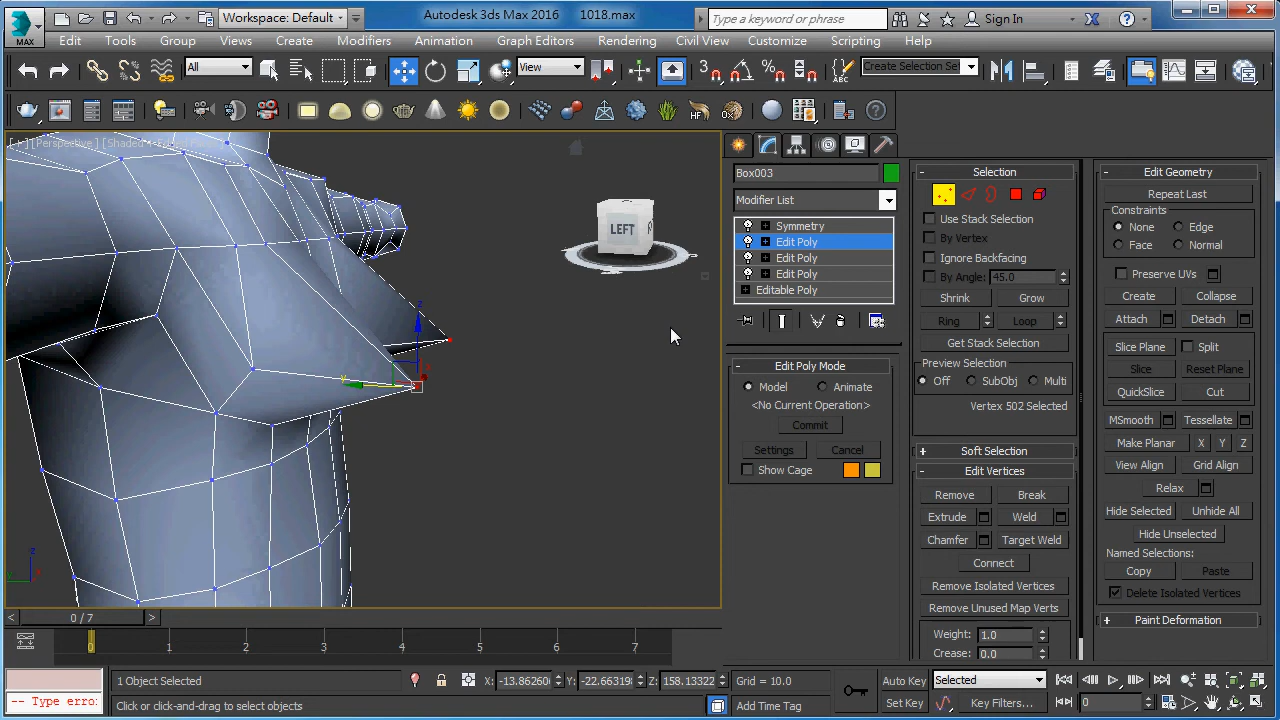 MAX
Workspace: Default
Autodesk 3ds Max 2016 1018.max
Type a keyword or phrase
Sign In
Edit Tools Group Views Create Modifiers Animation Graph Editors Rendering Civil View Customize Scripting Help
All
View
Create Selection Se
[ + ] [Perspective ] [Shaded
LEFT
Box003
Modifier List
Symmetry
Edit Poly
Edit Poly
Edit Poly
Editable Poly
Edit Poly Mode
Model Animate
<No Current Operation>
Commit
Settings Cancel
Show Cage
Selection
Use Stack Selection
By Vertex
Ignore Backfacing
By Angle: 45.0
Shrink Grow
Ring Loop
Get Stack Selection
Preview Selection
Off SubObj Multi
Vertex 502 Selected
Soft Selection
Edit Vertices
Remove Break
Extrude Weld
Chamfer Target Weld
Connect
Remove Isolated Vertices
Remove Unused Map Verts
Weight: 1.0
Crease: 0.0
Edit Geometry
Repeat Last
Constraints
None Edge
Face Normal
Preserve UVs
Create Collapse
Attach Detach
Slice Plane Split
Slice Reset Plane
QuickSlice Cut
MSmooth Tessellate
Make Planar X Y Z
View Align Grid Align
Relax
Hide Selected Unhide All
Hide Unselected
Named Selections:
Copy Paste
Delete Isolated Vertices
Paint Deformation
0 / 7
0 1 2 3 4 5 6 7
1 Object Selected
X: -13.86260 Y: -22.66319 Z: 158.13322
Grid = 10.0
Auto Key Selected
-- Type erro:
Click or click-and-drag to select objects
Add Time Tag
Set Key Key Filters... 0